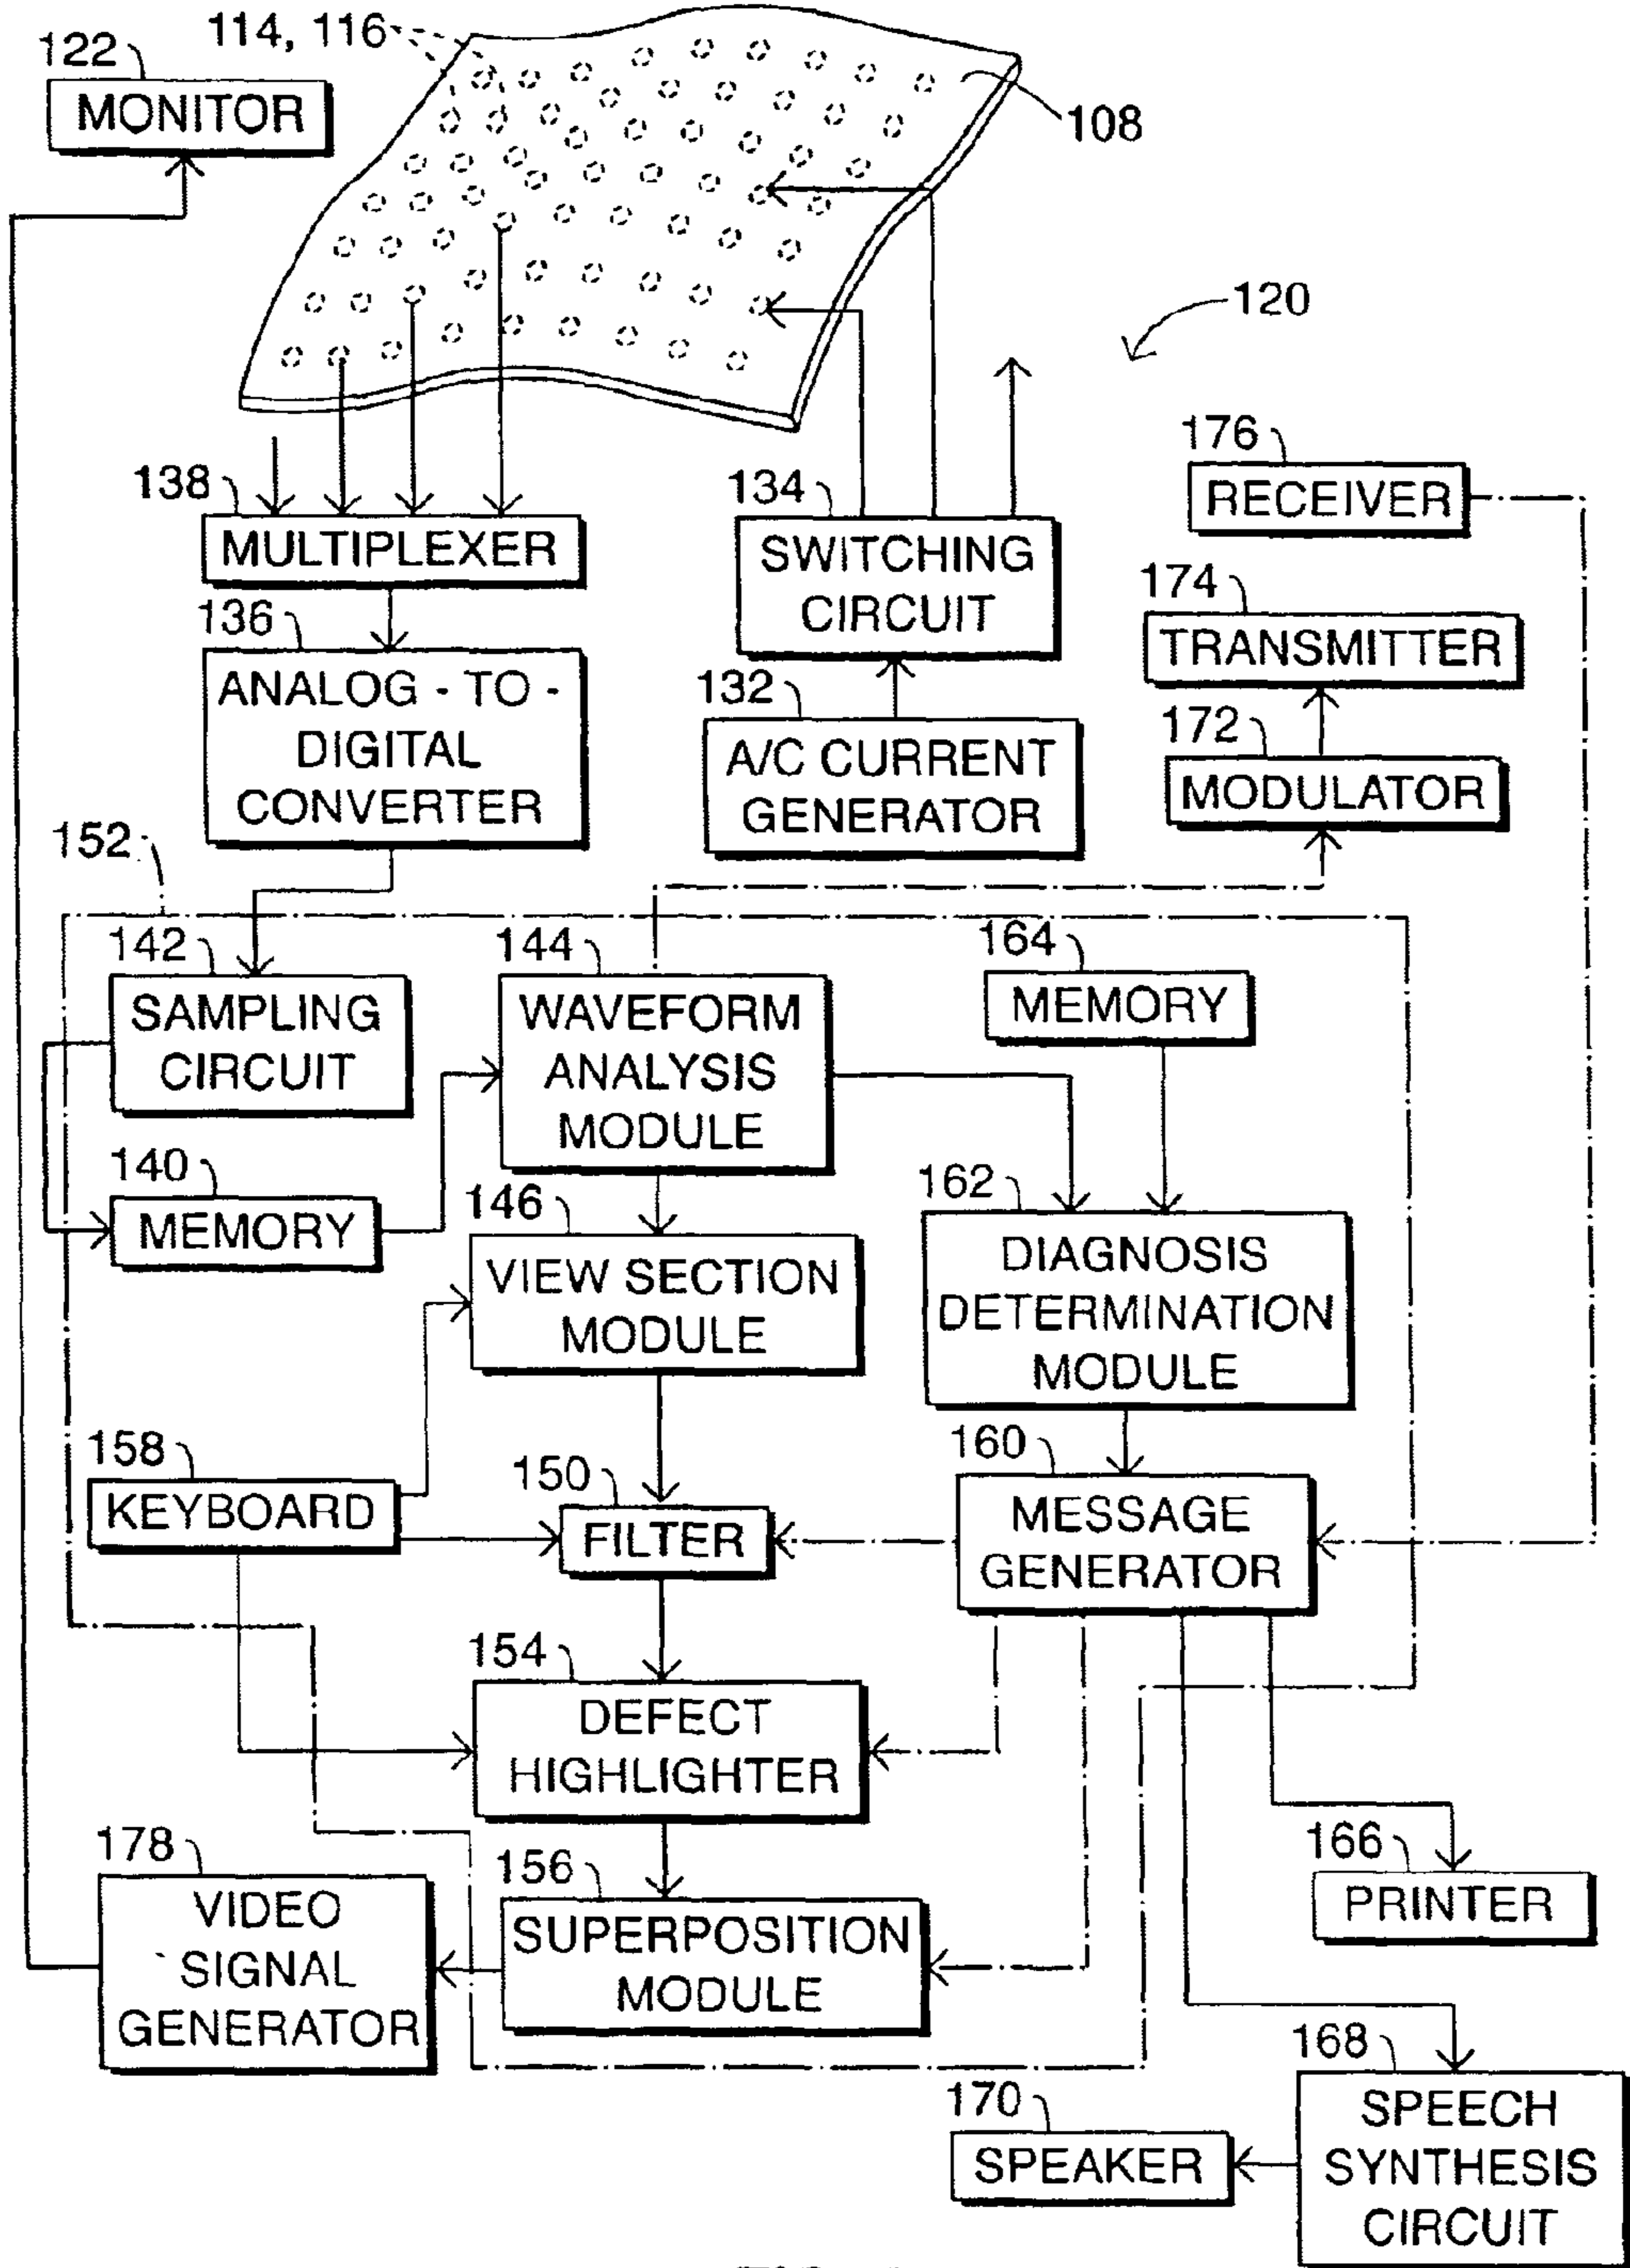 114, 116
122
MONITOR
108
120
138
MULTIPLEXER
134
SWITCHING
CIRCUIT
176
RECEIVER
136
ANALOG - TO -
DIGITAL
CONVERTER
132
A/C CURRENT
GENERATOR
174
TRANSMITTER
172
MODULATOR
152
142
SAMPLING
CIRCUIT
144
WAVEFORM
ANALYSIS
MODULE
164
MEMORY
140
MEMORY
146
VIEW SECTION
MODULE
162
DIAGNOSIS
DETERMINATION
MODULE
158
KEYBOARD
150
FILTER
160
MESSAGE
GENERATOR
154
DEFECT
HIGHLIGHTER
178
VIDEO
SIGNAL
GENERATOR
156
SUPERPOSITION
MODULE
166
PRINTER
168
SPEECH
SYNTHESIS
CIRCUIT
170
SPEAKER